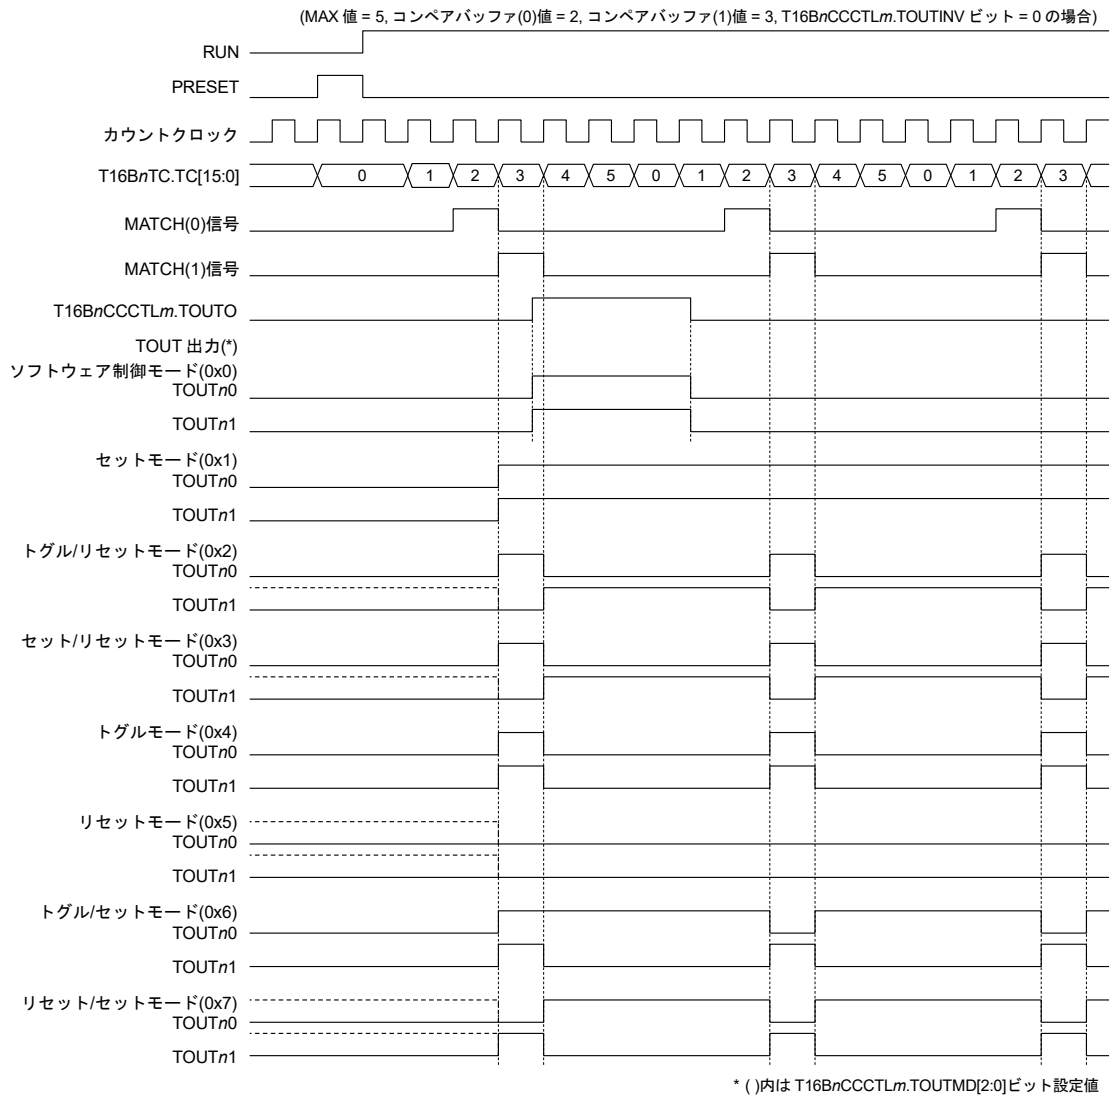 (MAX 値 = 5, コンペアバッファ(0)値 = 2, コンペアバッファ(1)値 = 3, T16BnCCCTLm.TOUTINV ビット = 0 の場合)
RUN
PRESET
カウントクロック
T16BnTC.TC[15:0] 0 1 2 3 4 5 0 1 2 3 4 5 0 1 2 3
MATCH(0)信号
MATCH(1)信号
T16BnCCCTLm.TOUTO
TOUT 出力(*)
ソフトウェア制御モード(0x0)
TOUTn0
TOUTn1
セットモード(0x1)
TOUTn0
TOUTn1
トグル/リセットモード(0x2)
TOUTn0
TOUTn1
セット/リセットモード(0x3)
TOUTn0
TOUTn1
トグルモード(0x4)
TOUTn0
TOUTn1
リセットモード(0x5)
TOUTn0
TOUTn1
トグル/セットモード(0x6)
TOUTn0
TOUTn1
リセット/セットモード(0x7)
TOUTn0
TOUTn1
* ( )内は T16BnCCCTLm.TOUTMD[2:0]ビット設定値